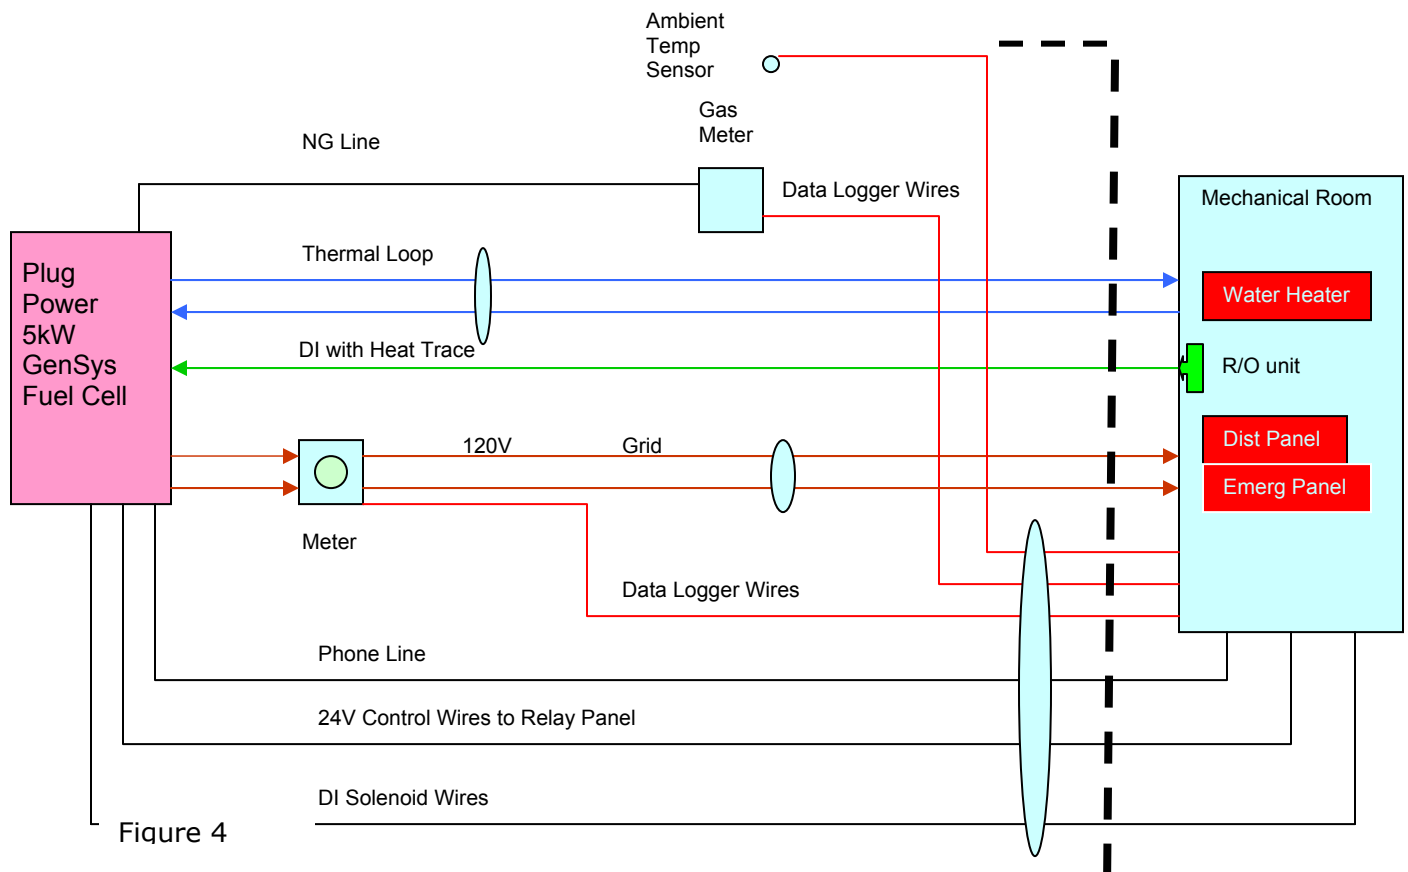 Ambient
Temp
Sensor
Gas
Meter
NG Line
Data Logger Wires
Mechanical Room
Thermal Loop
Plug
Power
5kW
GenSys
Fuel Cell
Water Heater
DI with Heat Trace
R/O unit
120V
Grid
Dist Panel
Emerg Panel
Meter
Data Logger Wires
Phone Line
24V Control Wires to Relay Panel
DI Solenoid Wires
Figure 4